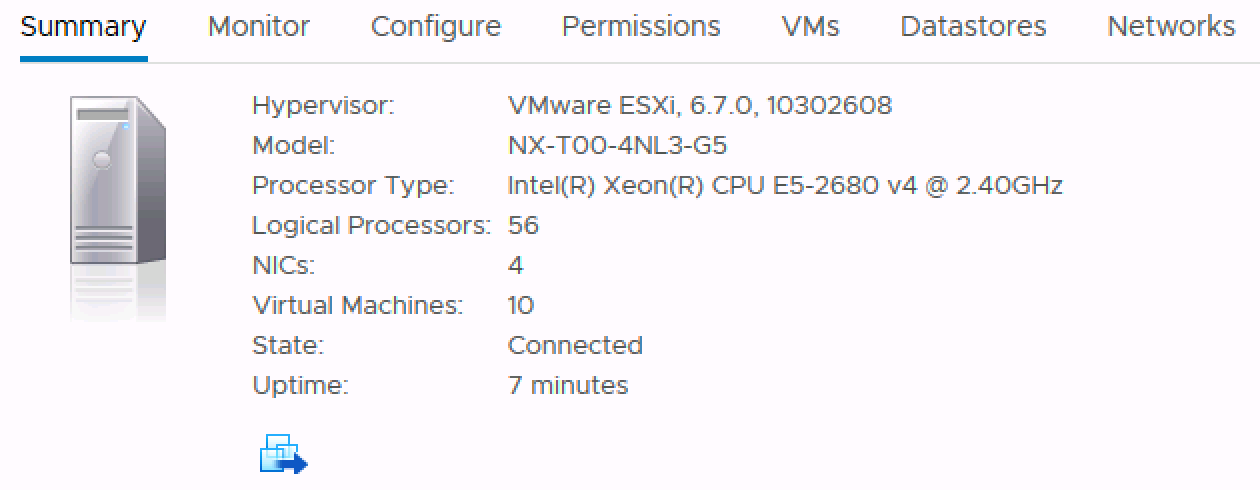 Summary Monitor Configure Permissions VMs Datastores Networks
Hypervisor: VMware ESXi, 6.7.0, 10302608
Model: NX-T00-4NL3-G5
Processor Type: Intel(R) Xeon(R) CPU E5-2680 v4 @ 2.40GHz
Logical Processors: 56
NICs: 4
Virtual Machines: 10
State: Connected
Uptime: 7 minutes